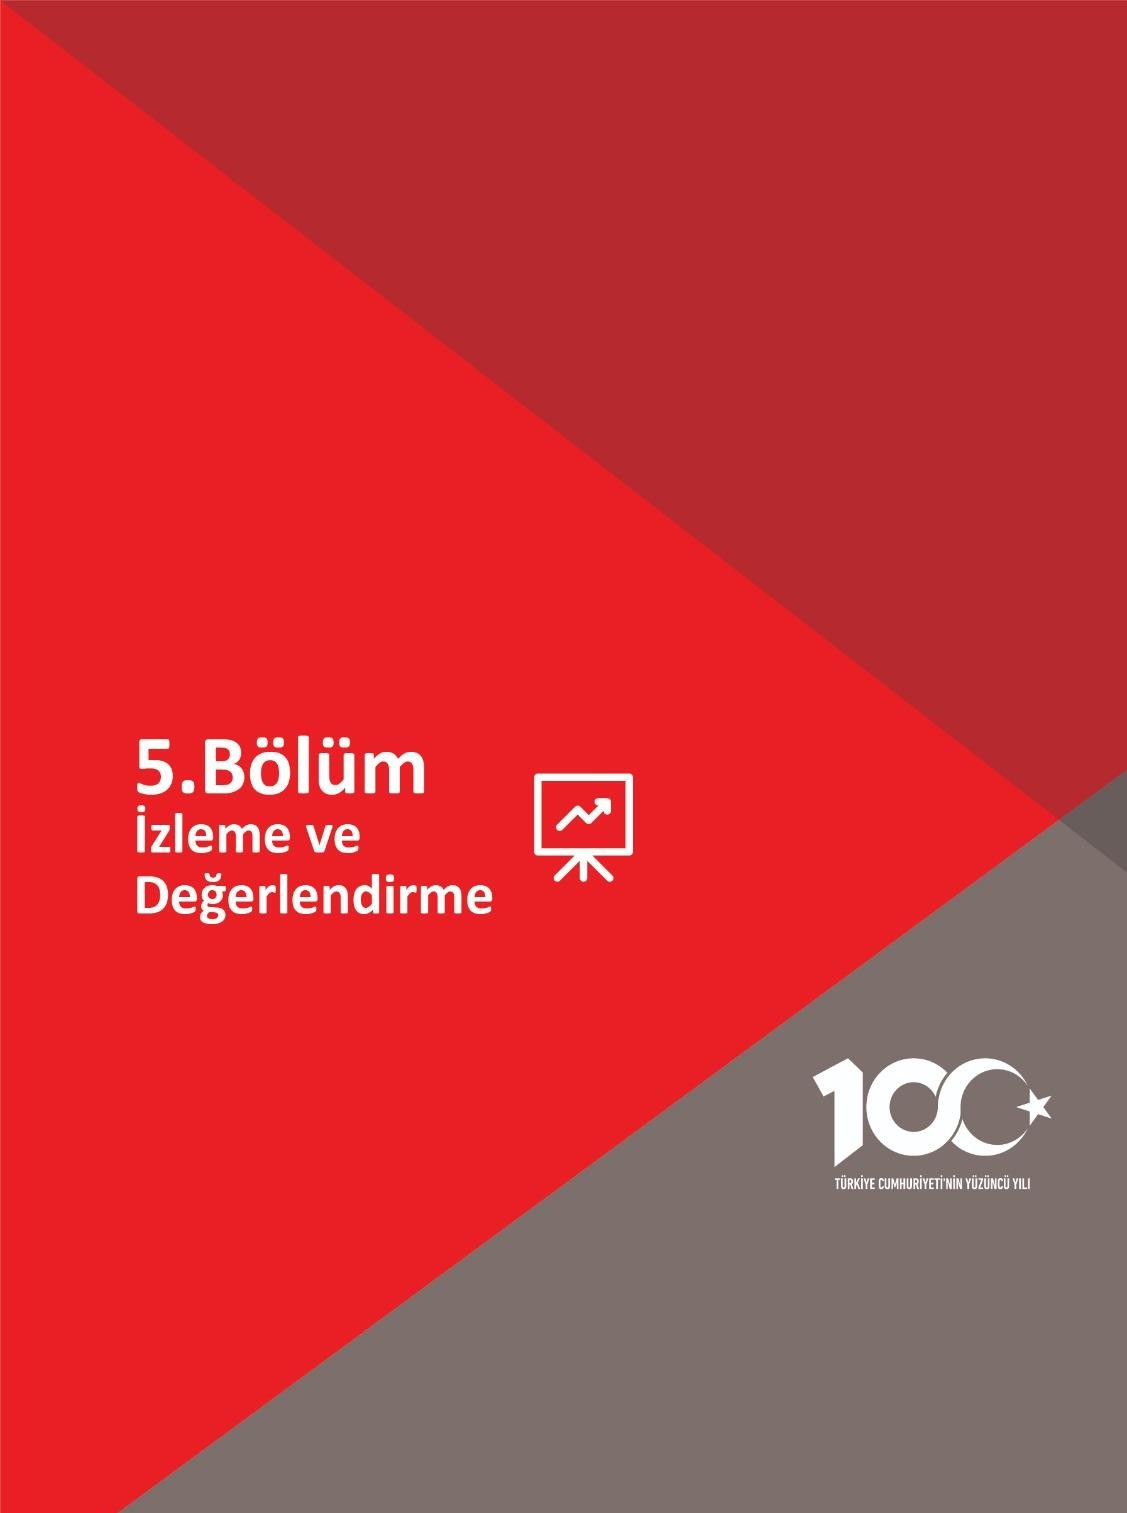 5.Bölüm
İzleme ve
Değerlendirme
100
TÜRKİYE CUMHURİYETİ'NİN YÜZÜNCÜ YILI